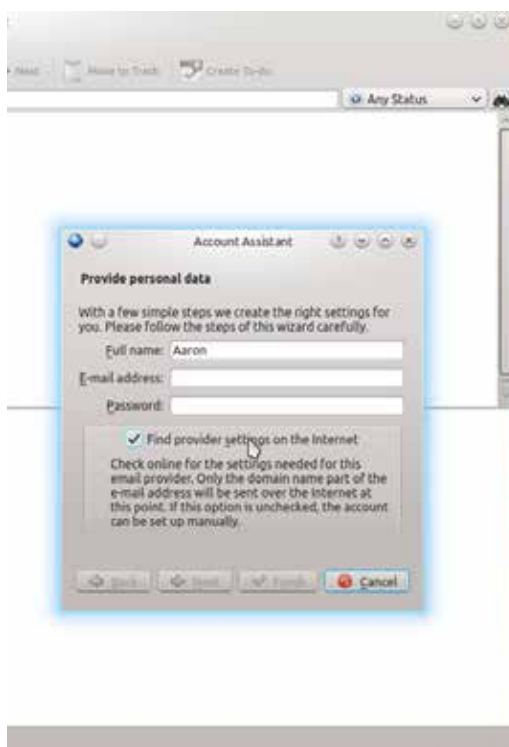 Next
Move to Trash
Create To-do
Any Status
Account Assistant
Provide personal data
With a few simple steps we create the right settings for
you. Please follow the steps of this wizard carefully.
Full name: Aaron
E-mail address:
Password:
Find provider settings on the Internet
Check online for the settings needed for this
email provider. Only the domain name part of the
e-mail address will be sent over the Internet at
this point. If this option is unchecked, the account
can be set up manually.
Back
Next
Finish
Cancel